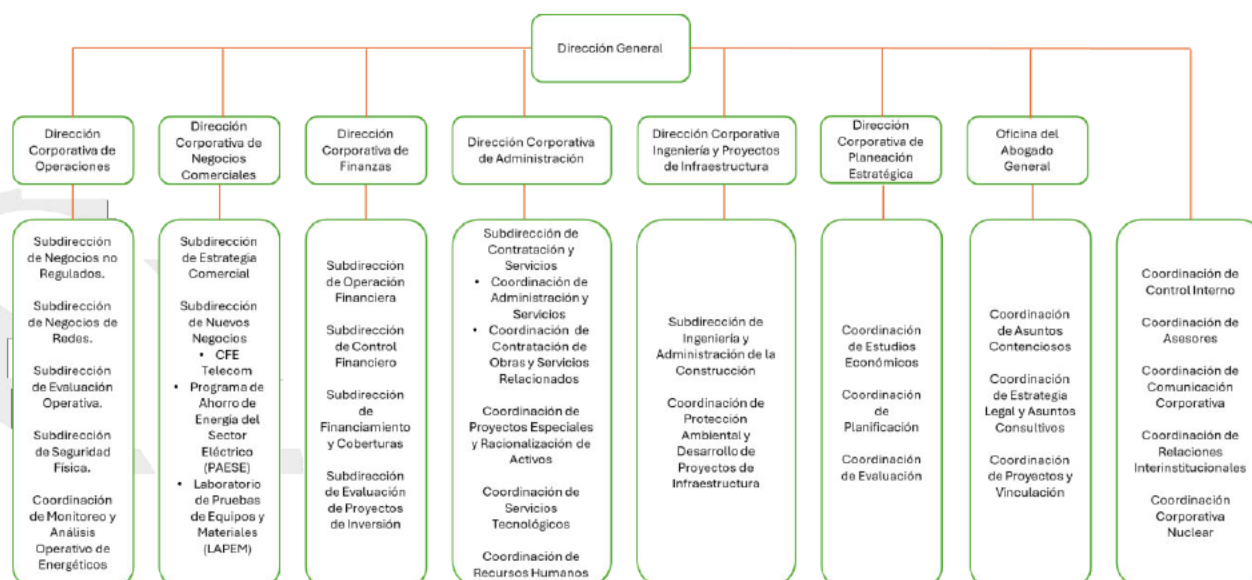 Dirección General
Dirección
Corporativa de
Operaciones
Dirección
Corporativa de
Negocios
Comerciales
Dirección
Corporativa de
Finanzas
Dirección Corporativa
de Administración
Dirección Corporativa
Ingeniería y Proyectos
de Infraestructura
Dirección
Corporativa de
Planeación
Estratégica
Oficina del
Abogado
General
Subdirección
de Negocios no
Regulados.
Subdirección
de Negocios de
Redes.
Subdirección
de Evaluación
Operativa.
Subdirección
de Seguridad
Física.
Coordinación
de Monitoreo y
Análisis
Operativo de
Energéticos
Subdirección
de Estrategia
Comercial
Subdirección
de Nuevos
Negocios
• CFE
Telecom
• Programa de
Ahorro de
Energía del
Sector
Eléctrico
(PAESE)
• Laboratorio
de Pruebas
de Equipos y
Materiales
(LAPEM)
Subdirección
de Operación
Financiera
Subdirección
de Control
Financiero
Subdirección
de
Financiamiento
y Coberturas
Subdirección
de Evaluación
de Proyectos
de Inversión
Subdirección de
Contratación y
Servicios
• Coordinación de
Administración y
Servicios
• Coordinación de
Contratación de
Obras y Servicios
Relacionados
Coordinación de
Proyectos Especiales
y Racionalización de
Activos
Coordinación de
Servicios
Tecnológicos
Coordinación de
Recursos Humanos
Subdirección de
Ingeniería y
Administración de la
Construcción
Coordinación de
Protección
Ambiental y
Desarrollo de
Proyectos de
Infraestructura
Coordinación
de Estudios
Económicos
Coordinación
de
Planificación
Coordinación
de Evaluación
Coordinación
de Asuntos
Contenciosos
Coordinación
de Estrategia
Legal y Asuntos
Consultivos
Coordinación
de Proyectos y
Vinculación
Coordinación de
Control Interno
Coordinación de
Asesores
Coordinación de
Comunicación
Corporativa
Coordinación de
Relaciones
Interinstitucionales
Coordinación
Corporativa
Nuclear